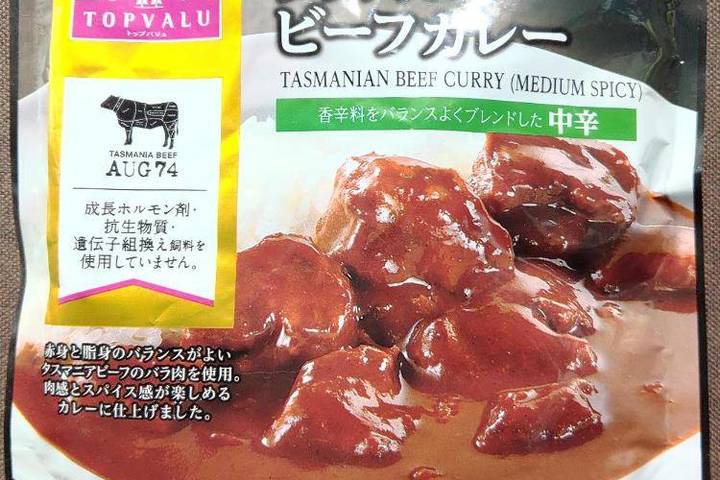 TOPVALU
トップバリュ
ビーフカレー
TASMANIAN BEEF CURRY (MEDIUM SPICY)
香辛料をバランスよくブレンドした 中辛
TASMANIA BEEF
AUG74
成長ホルモン剤・
抗生物質・
遺伝子組換え飼料を
使用していません。
赤身と脂身のバランスがよい
タスマニアビーフのバラ肉を使用。
肉感とスパイス感が楽しめる
カレーに仕上げました。